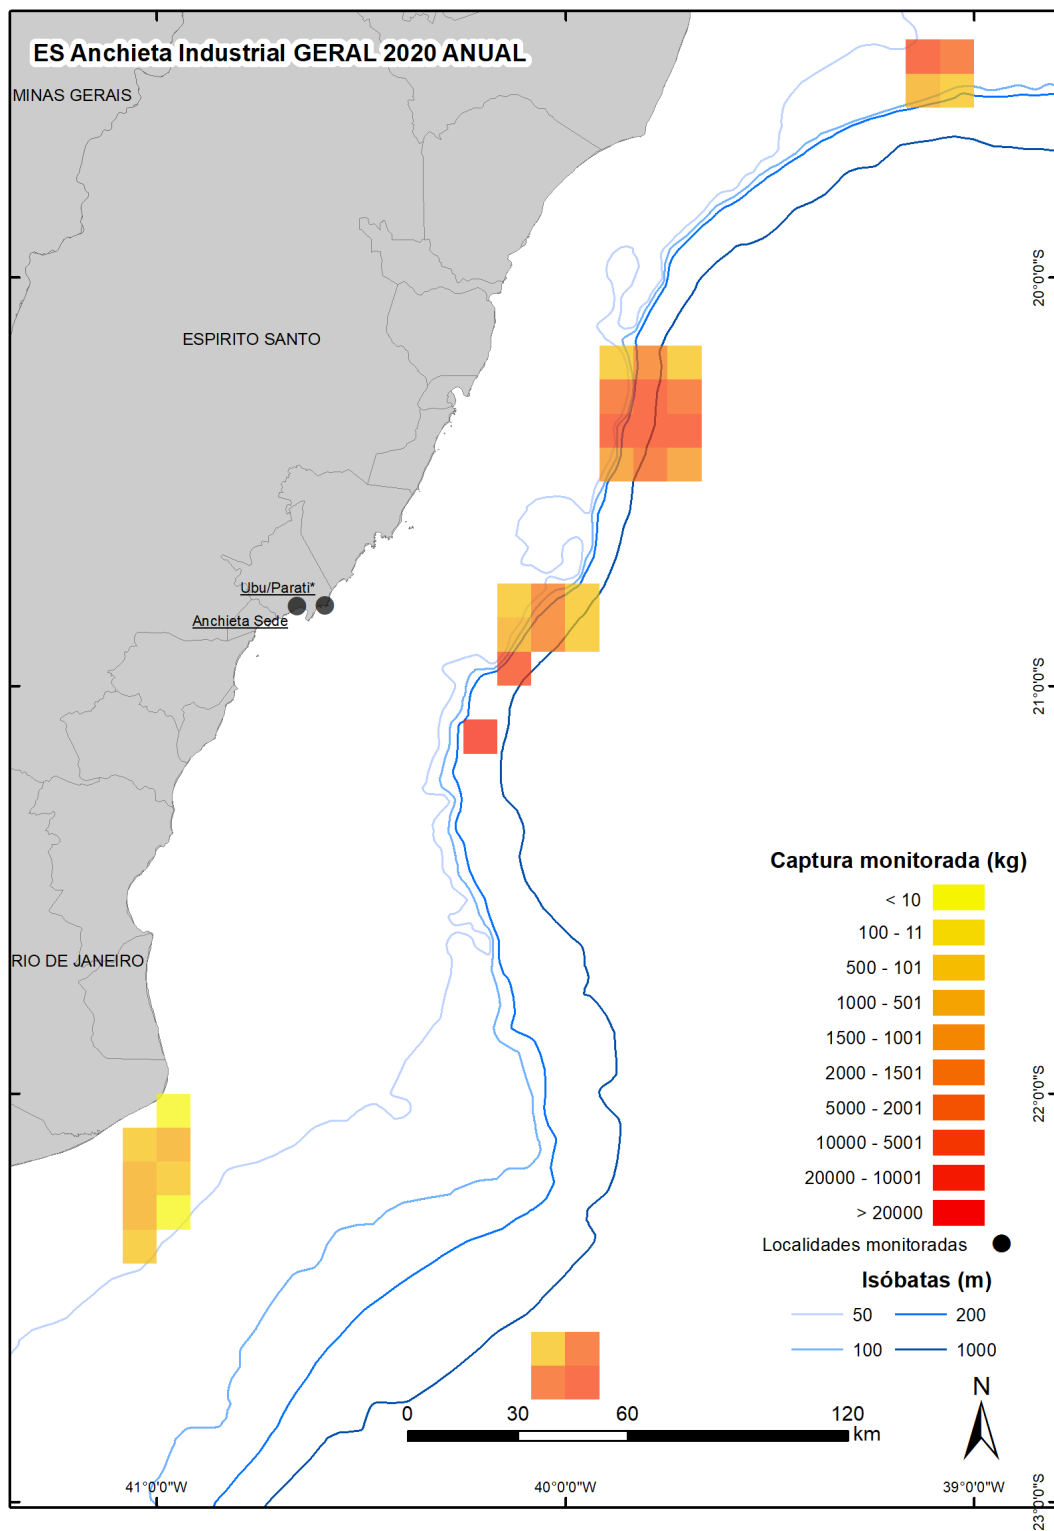 ES Anchieta Industrial GERAL 2020 ANUAL
MINAS GERAIS
20°0'0"S
ESPIRITO SANTO
Ubu/Parati*
Anchieta Sede
21°0'0"S
Captura monitorada (kg)
< 10
100 - 11
500 - 101
1000 - 501
1500 - 1001
2000 - 1501
5000 - 2001
10000 - 5001
20000 - 10001
> 20000
RIO DE JANEIRO
22°0'0"S
Localidades monitoradas
Isóbatas (m)
50 200
100 1000
N
0 30 60 120
km
41°0'0"W 40°0'0"W 39°0'0"W
23°0'0"S